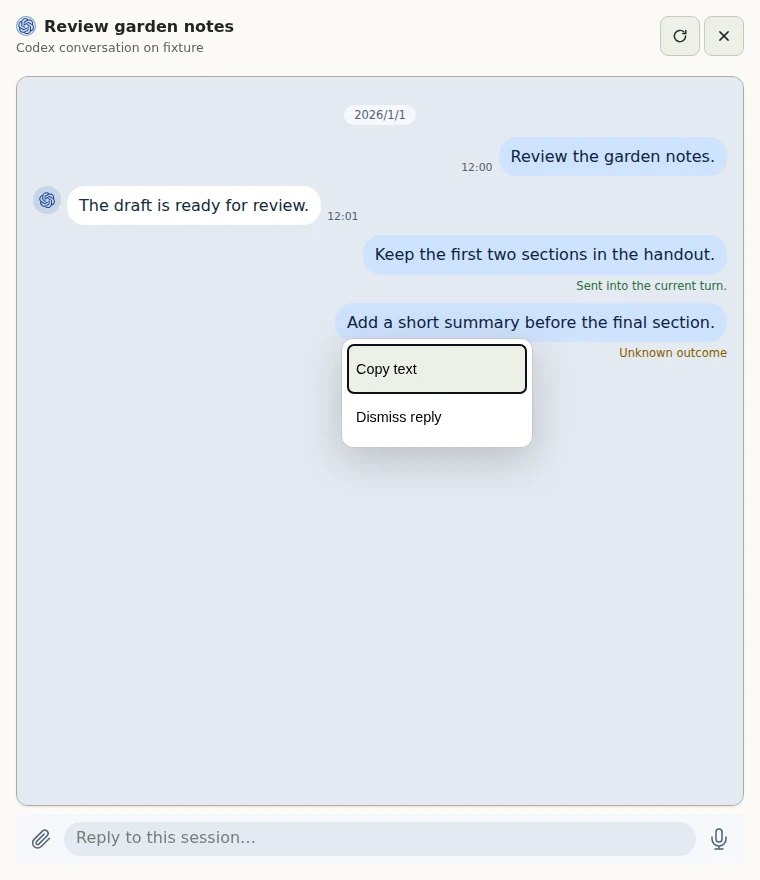 Review garden notes
Codex conversation on fixture
2026/1/1
Review the garden notes.
12:00
The draft is ready for review.
12:01
Keep the first two sections in the handout.
Sent into the current turn.
Add a short summary before the final section.
Unknown outcome
Copy text
Dismiss reply
Reply to this session...